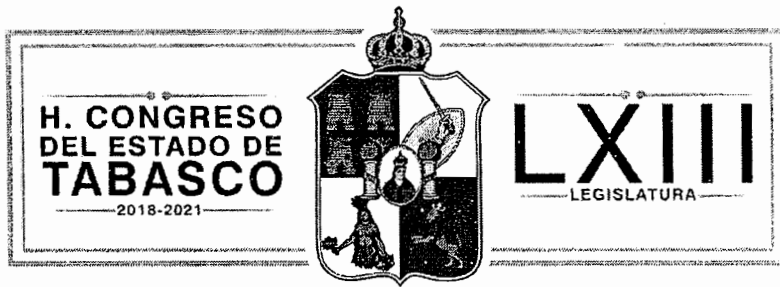 H. CONGRESO
DEL ESTADO DE
TABASCO
2018-2021
LXIII
LEGISLATURA